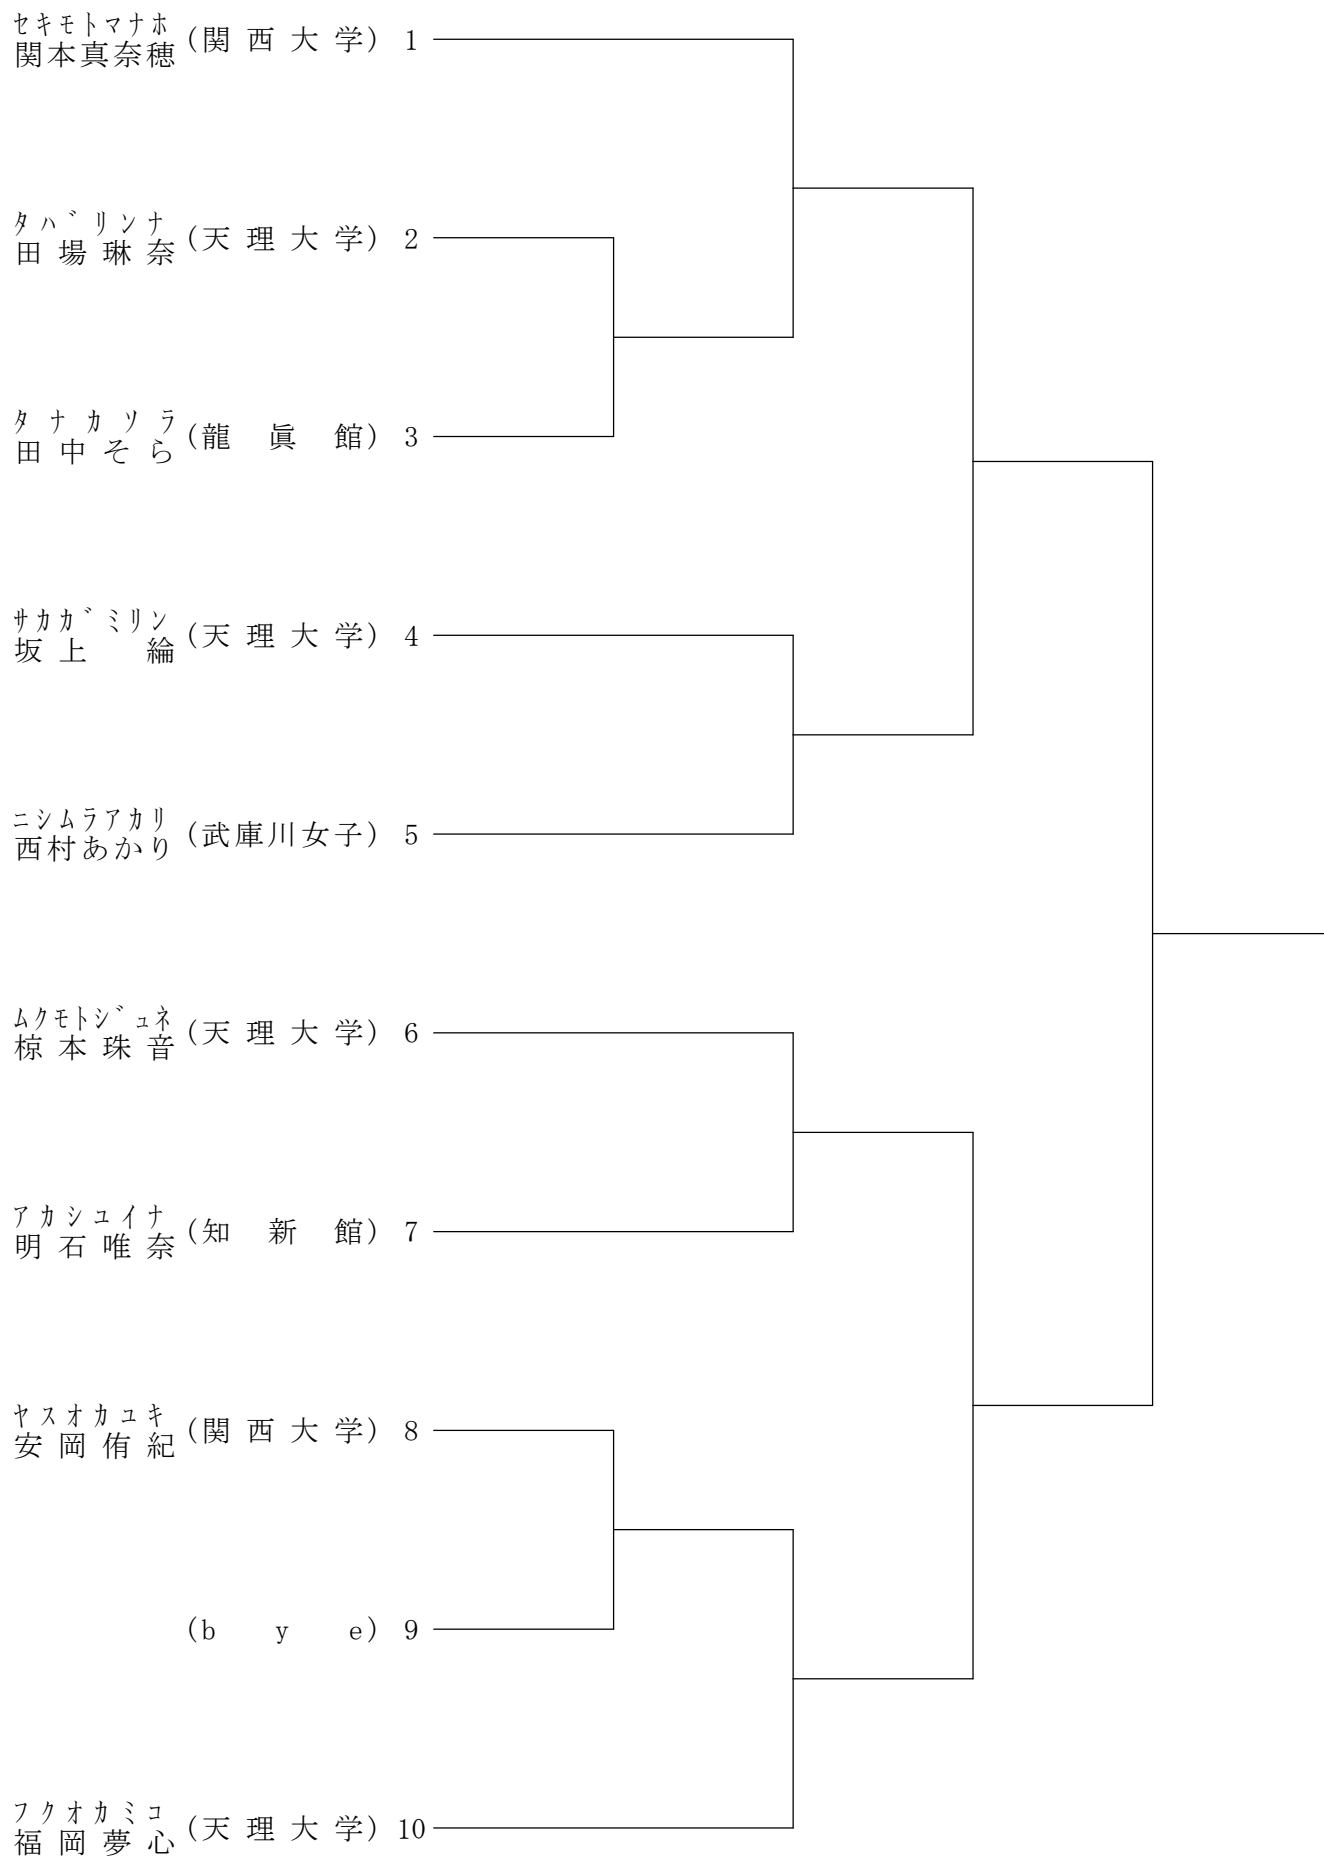 セキモトマナホ
関本真奈穂 (関西大学) 1
タバリンナ
田場琳奈 (天理大学) 2
タナカソラ
田中そら (龍眞館) 3
サカガミリン
坂上 綸 (天理大学) 4
ニシムラアカリ
西村あかり (武庫川女子) 5
ムクモトジュネ
椋本珠音 (天理大学) 6
アカシユイナ
明石唯奈 (知新館) 7
ヤスオカユキ
安岡侑紀 (関西大学) 8
(bye) 9
フクオカミコ
福岡夢心 (天理大学) 10